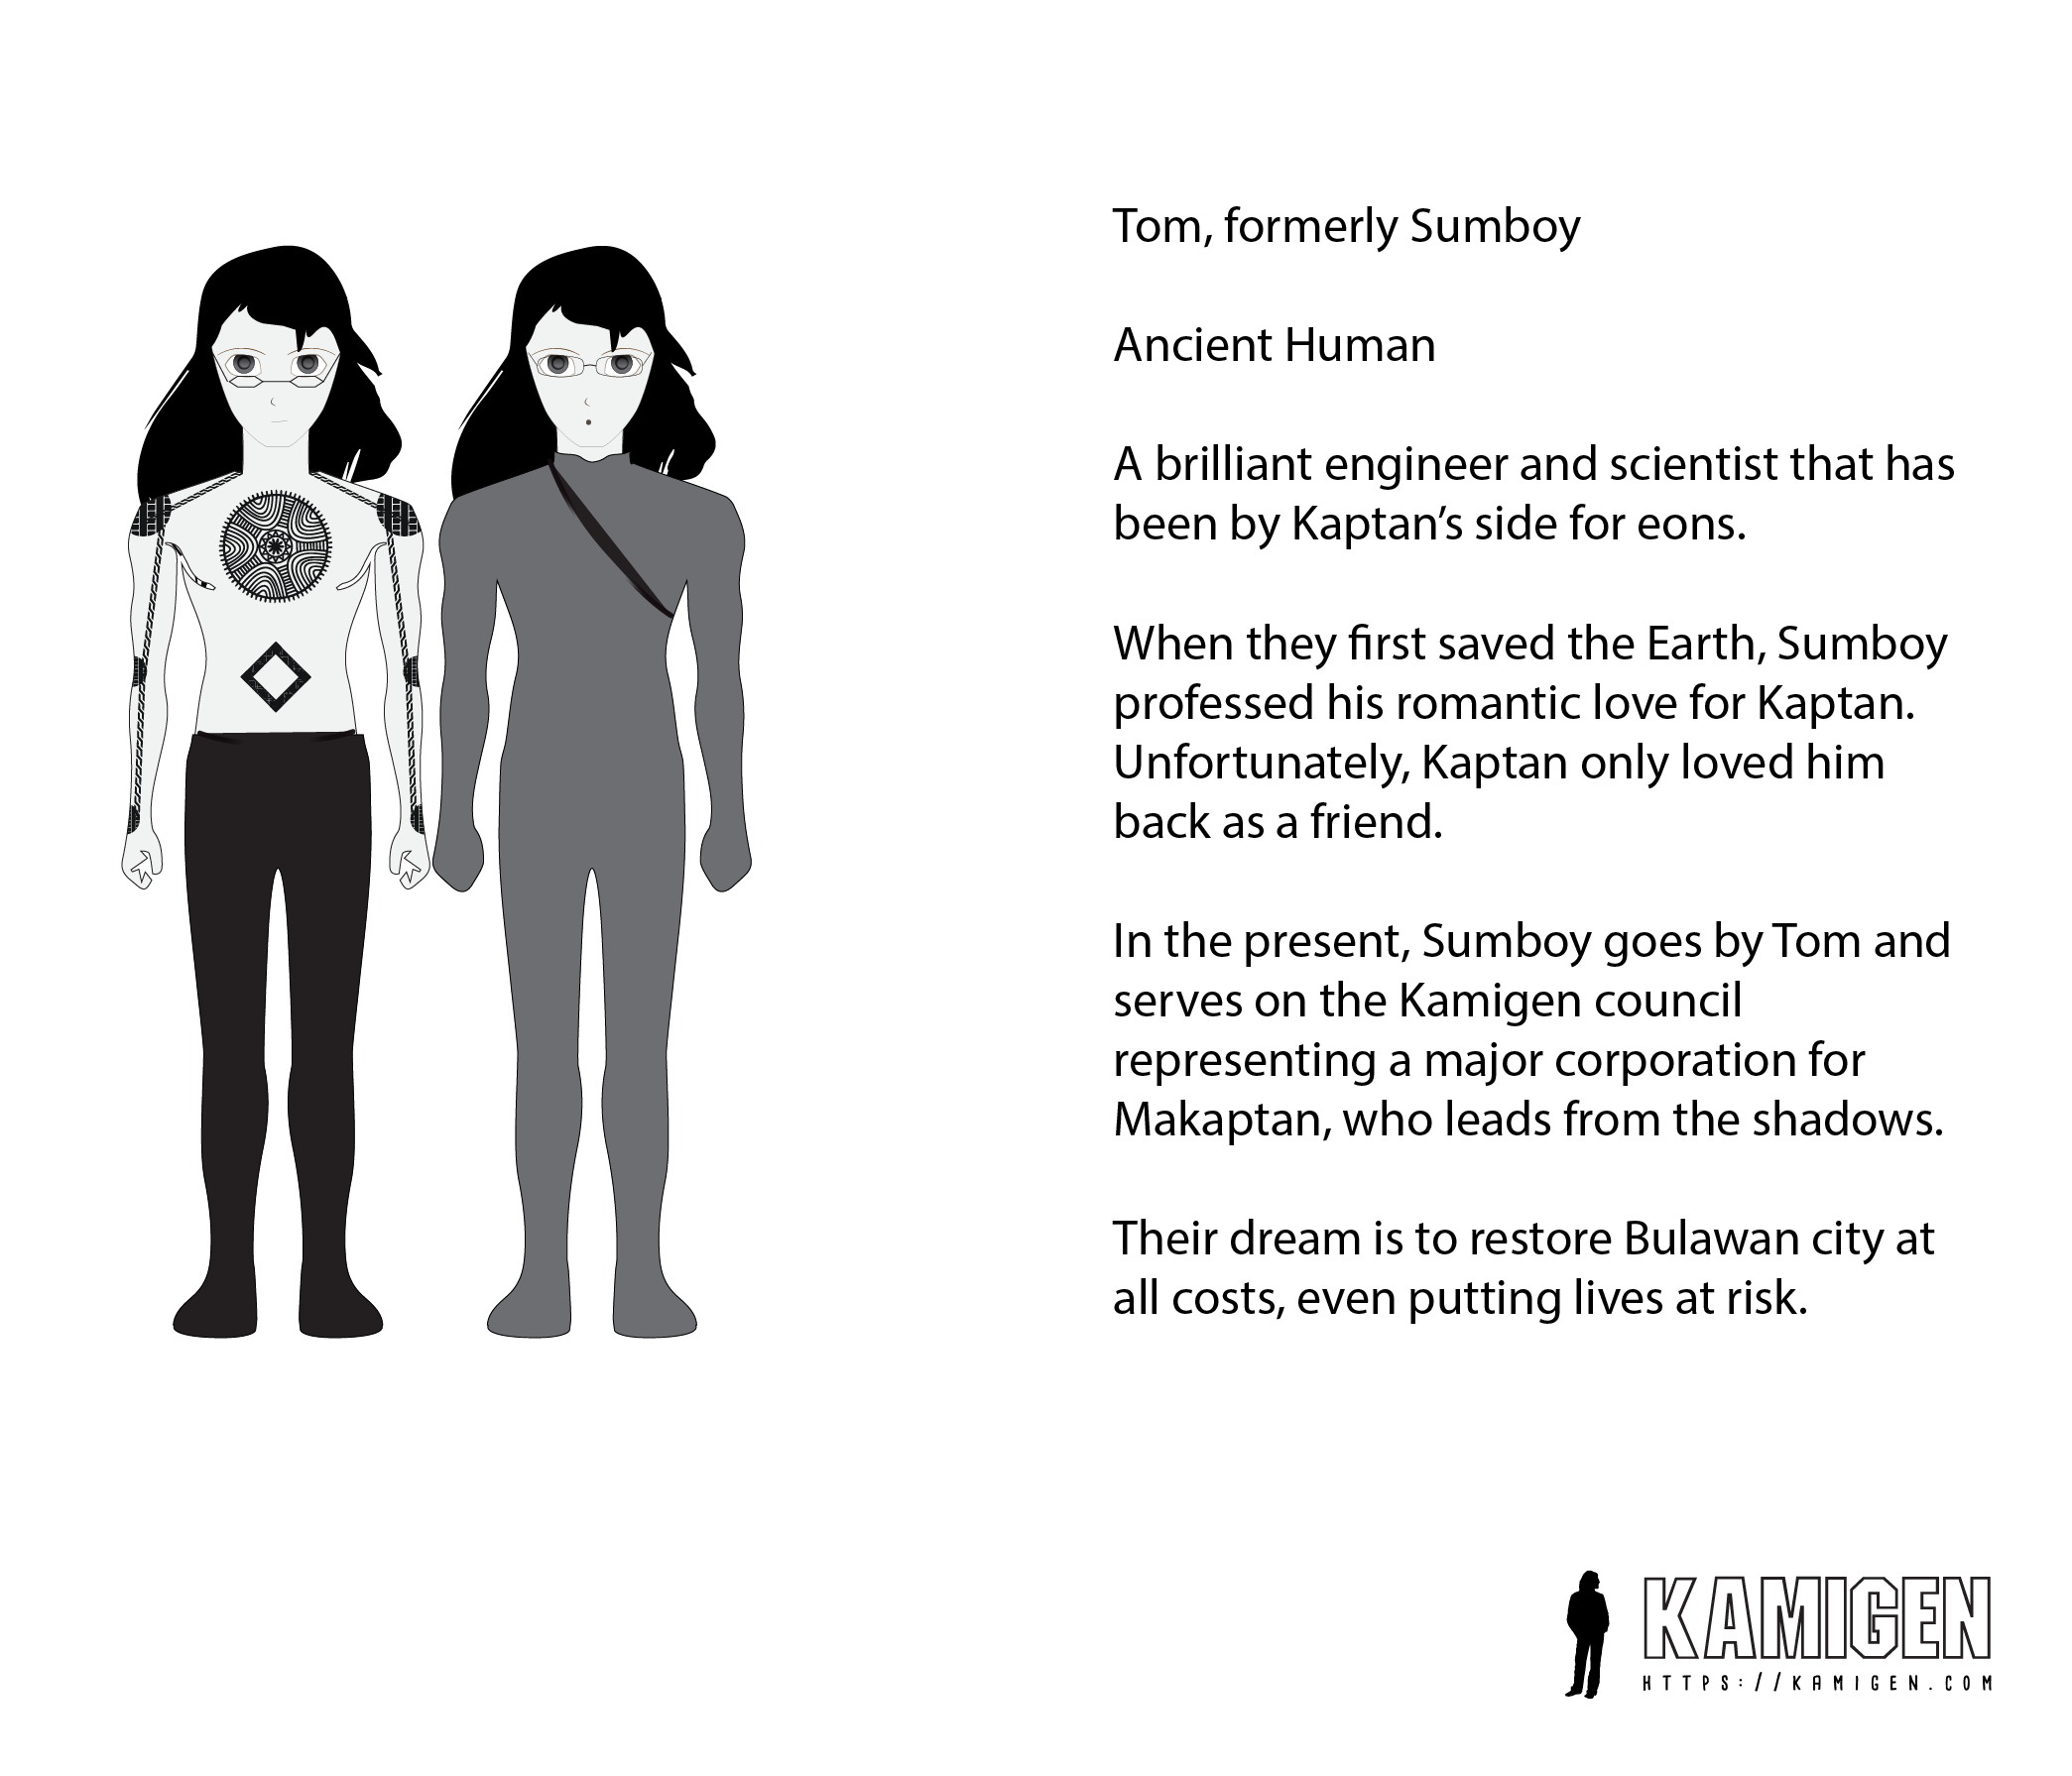 Tom, formerly Sumboy
Ancient Human
A brilliant engineer and scientist that has
been by Kaptan’s side for eons.
When they first saved the Earth, Sumboy
professed his romantic love for Kaptan.
Unfortunately, Kaptan only loved him
back as a friend.
In the present, Sumboy goes by Tom and
serves on the Kamigen council
representing a major corporation for
Makaptan, who leads from the shadows.
Their dream is to restore Bulawan city at
all costs, even putting lives at risk.
KAMIGEN
HTTPS://KAMIGEN.COM